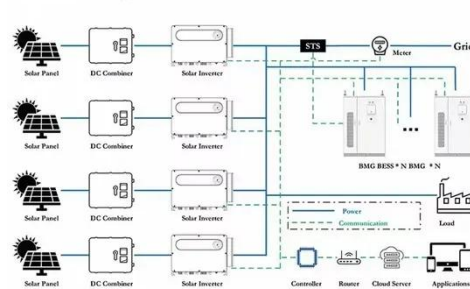 STS
Meter
Grid
Solar Panel DC Combiner Solar Inverter
Solar Panel DC Combiner Solar Inverter
BMG BESS * N BMG * N
Solar Panel DC Combiner Solar Inverter
Power
Communication
Load
Solar Panel DC Combiner Solar Inverter
Controller Router Cloud Server Applications